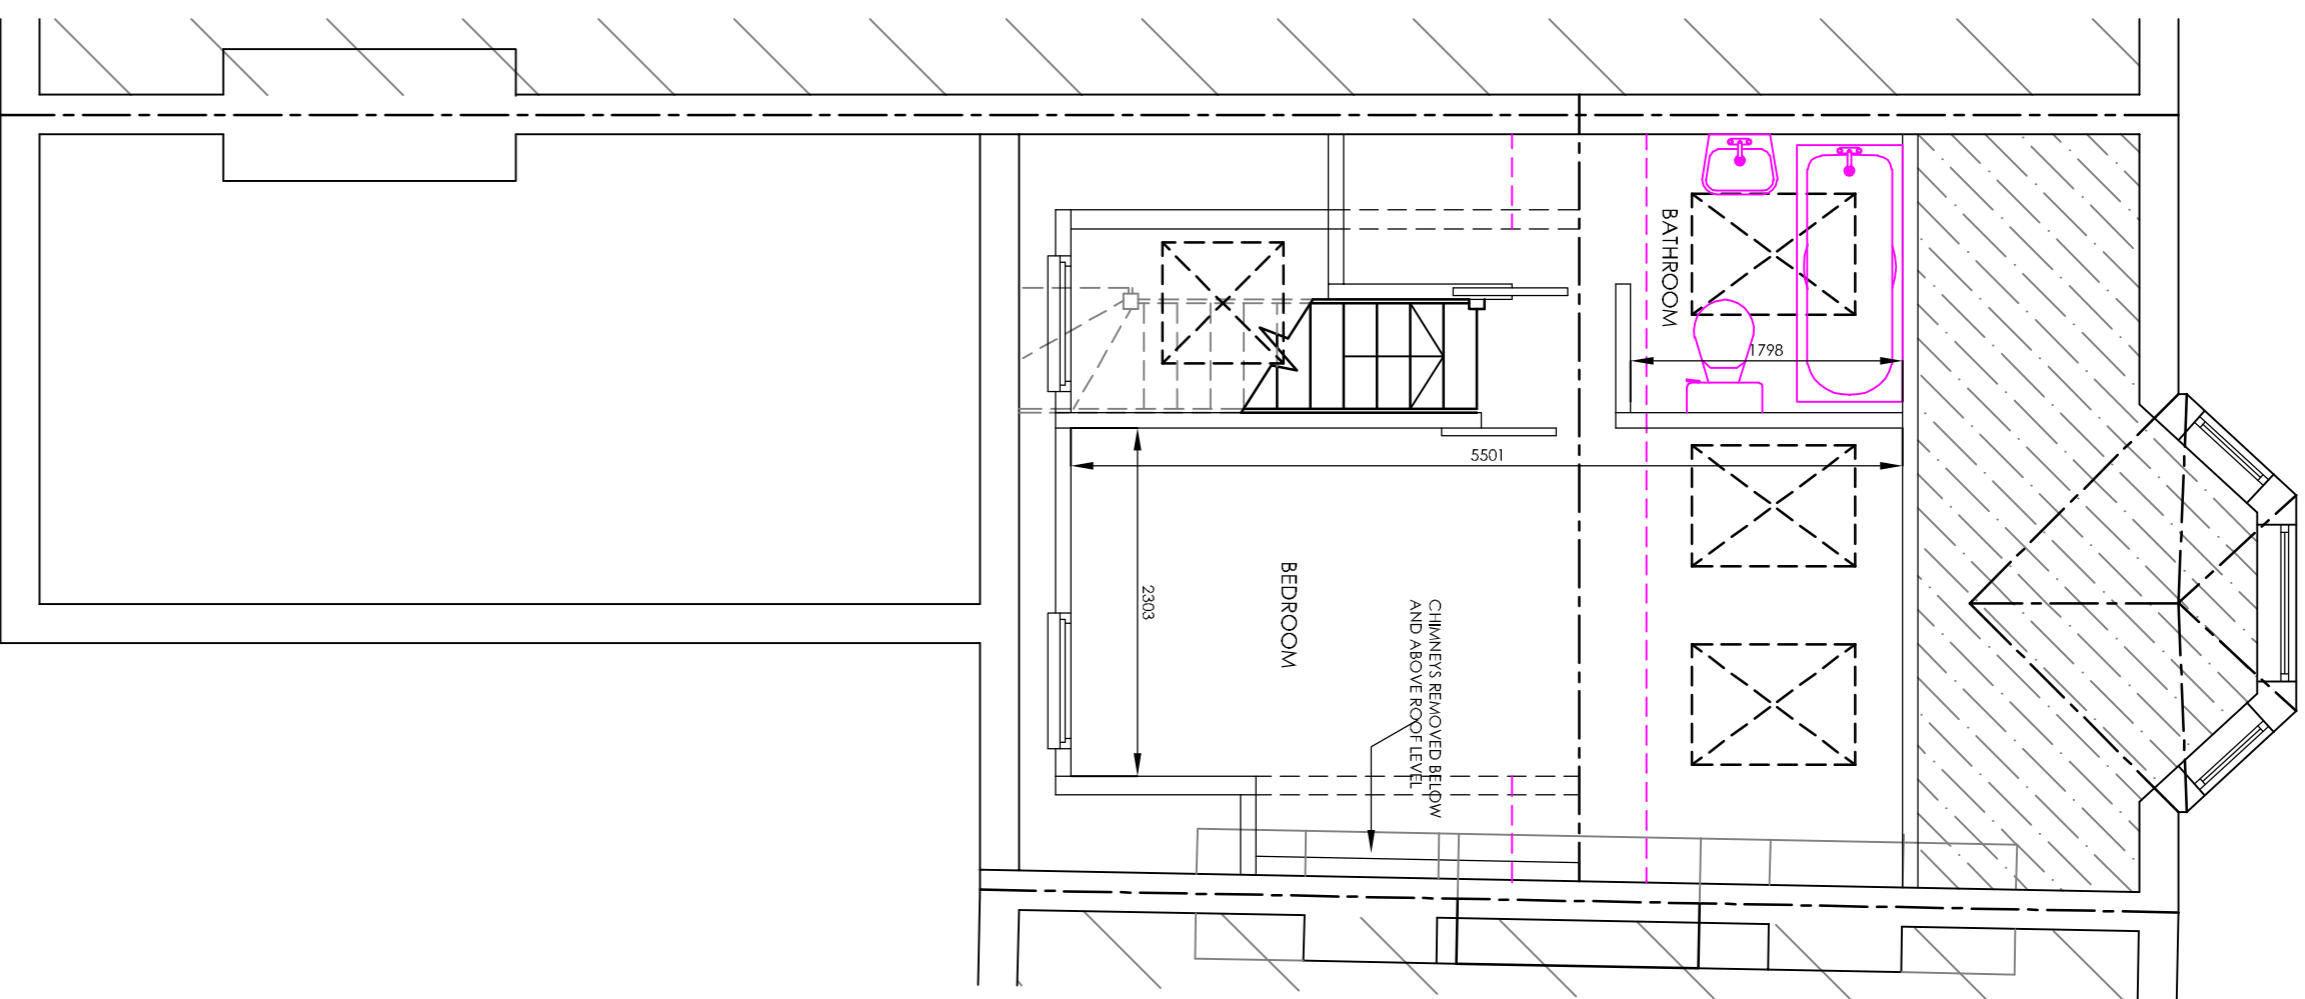 BATHROOM
1798
5501
2303
BEDROOM
CHIMNEYS REMOVED BELOW
AND ABOVE ROOF LEVEL